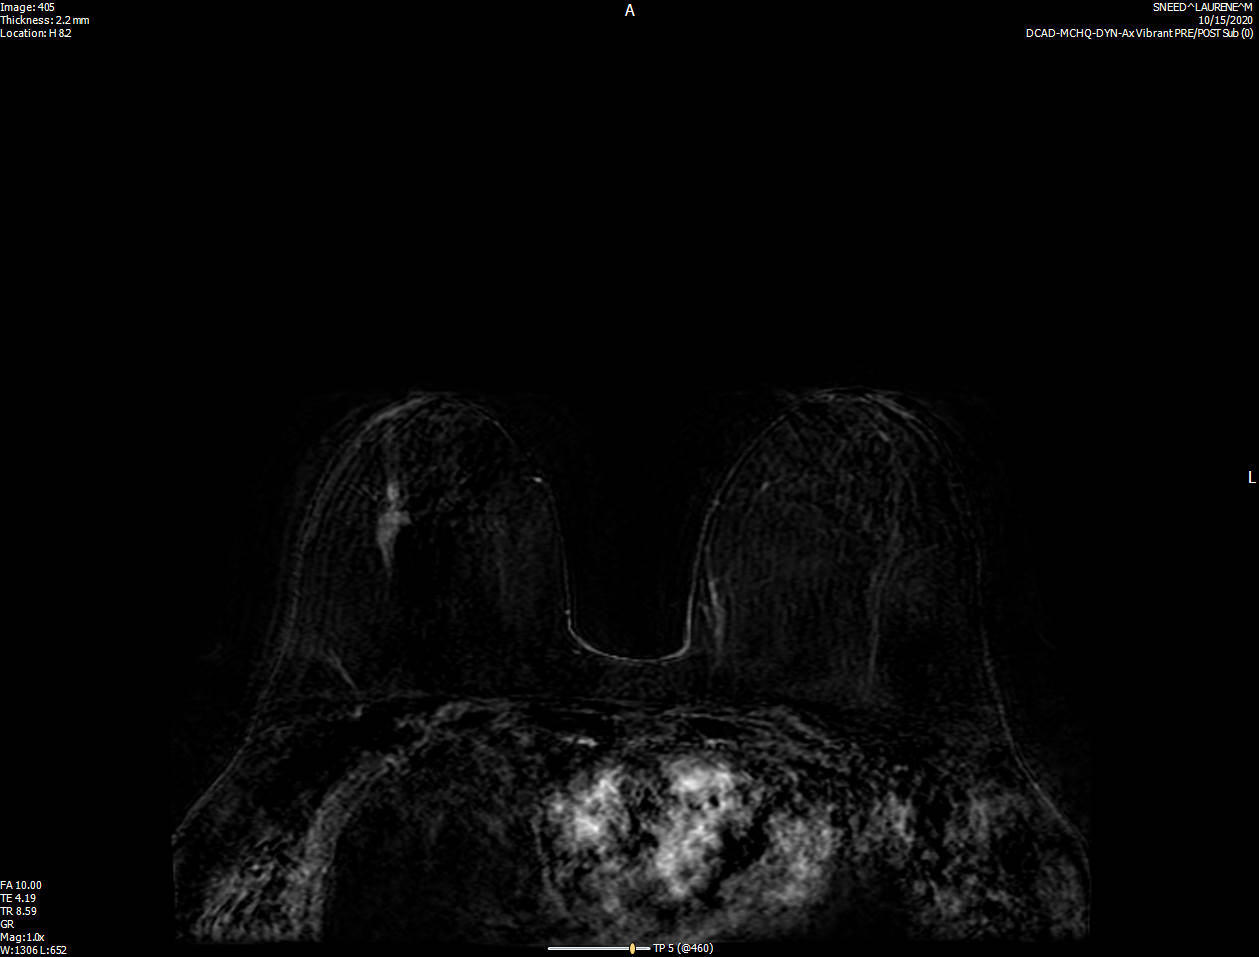 Image: 405
Thickness: 2.2 mm
Location: H 8.2
A
SNEED^LAURENE^M
10/15/2020
DCAD-MCHQ-DYN-Ax Vibrant PRE/POST Sub (0)
L
FA 10.00
TE 4.19
TR 8.59
GR
Mag: 1.0x
W: 1306 L: 652
TP 5 (@460)